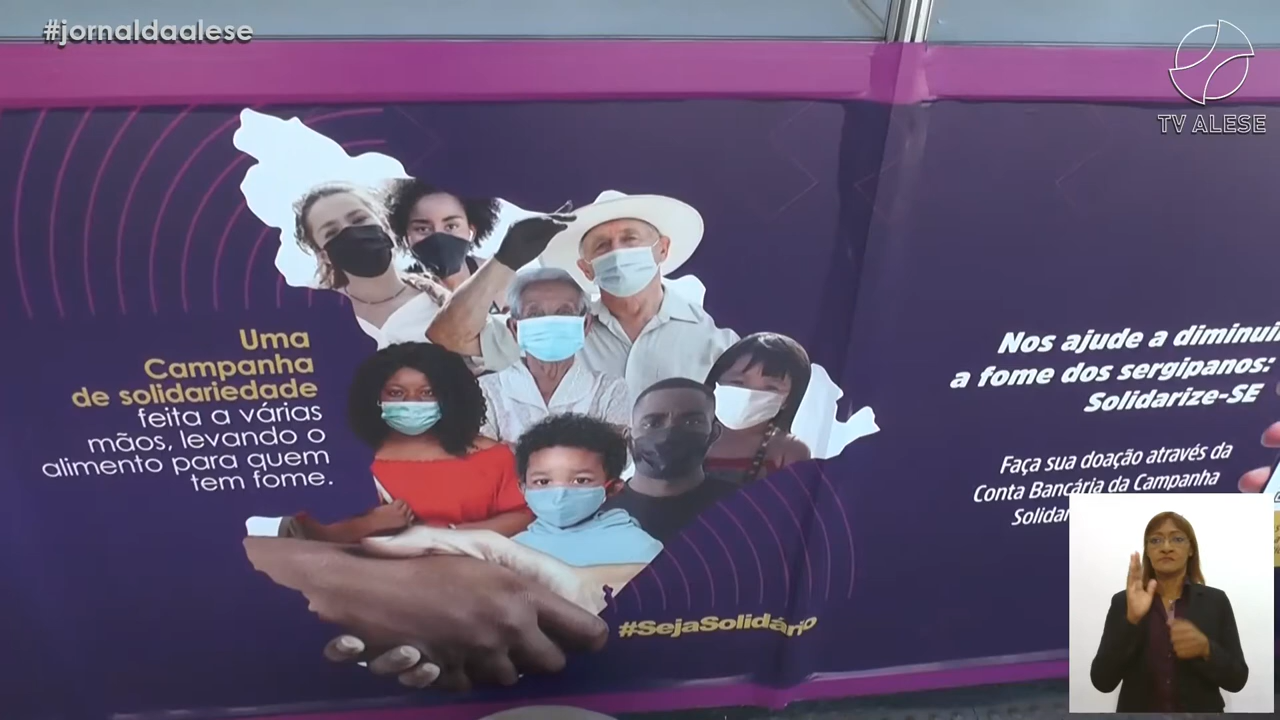 #jornaldaalese
TV ALESE
Uma
Campanha
de solidariedade
feita a várias
mãos, levando o
alimento para quem
tem fome.
#SejaSolidário
Nos ajude a
a fome dos sergipanos:
Solidarize-SE
Faça sua doação através da
Conta Bancária da Campanha